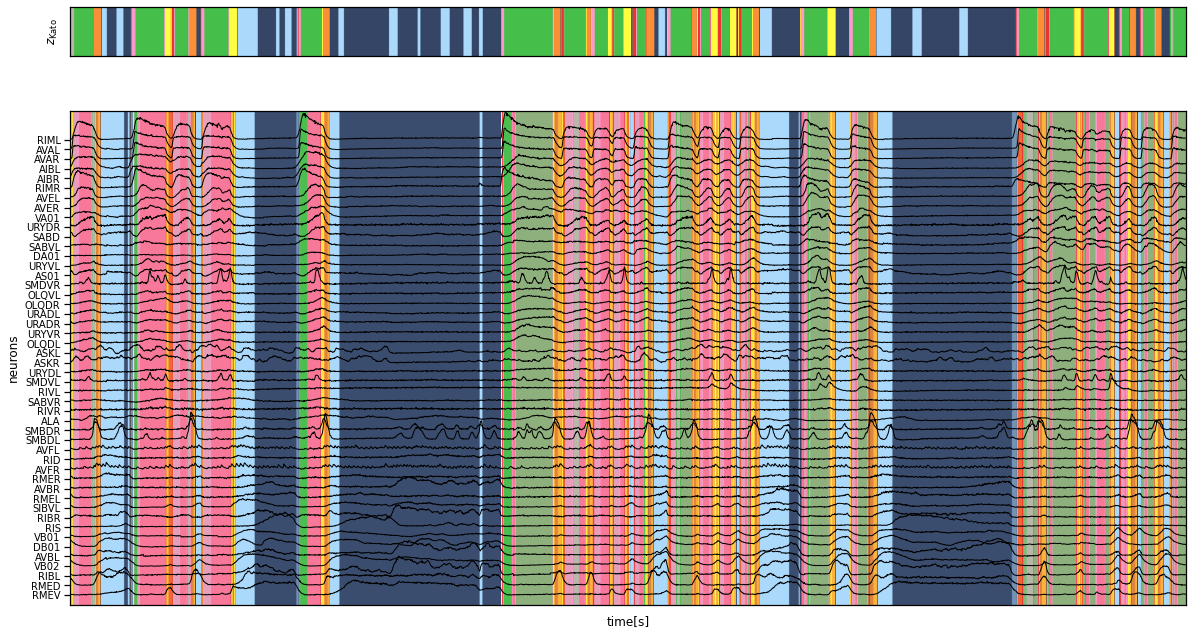 zKato
RIML
AVAL
AVAR
AIBL
AIBR
RIMR
AVEL
AVER
VA01
URYDR
SABD
SABVL
DA01
URYVL
AS01
SMDVR
OLQVL
OLQDR
URADL
URADR
URYVR
OLQDL
ASKL
ASKR
URYDL
SMDVL
RIVL
SABVR
RIVR
ALA
SMBDR
SMBDL
AVFL
RID
AVFR
RMER
AVBR
RMEL
SIBVL
RIBR
RIS
VB01
DB01
AVBL
VB02
RIBL
RMED
RMEV
neurons
time[s]